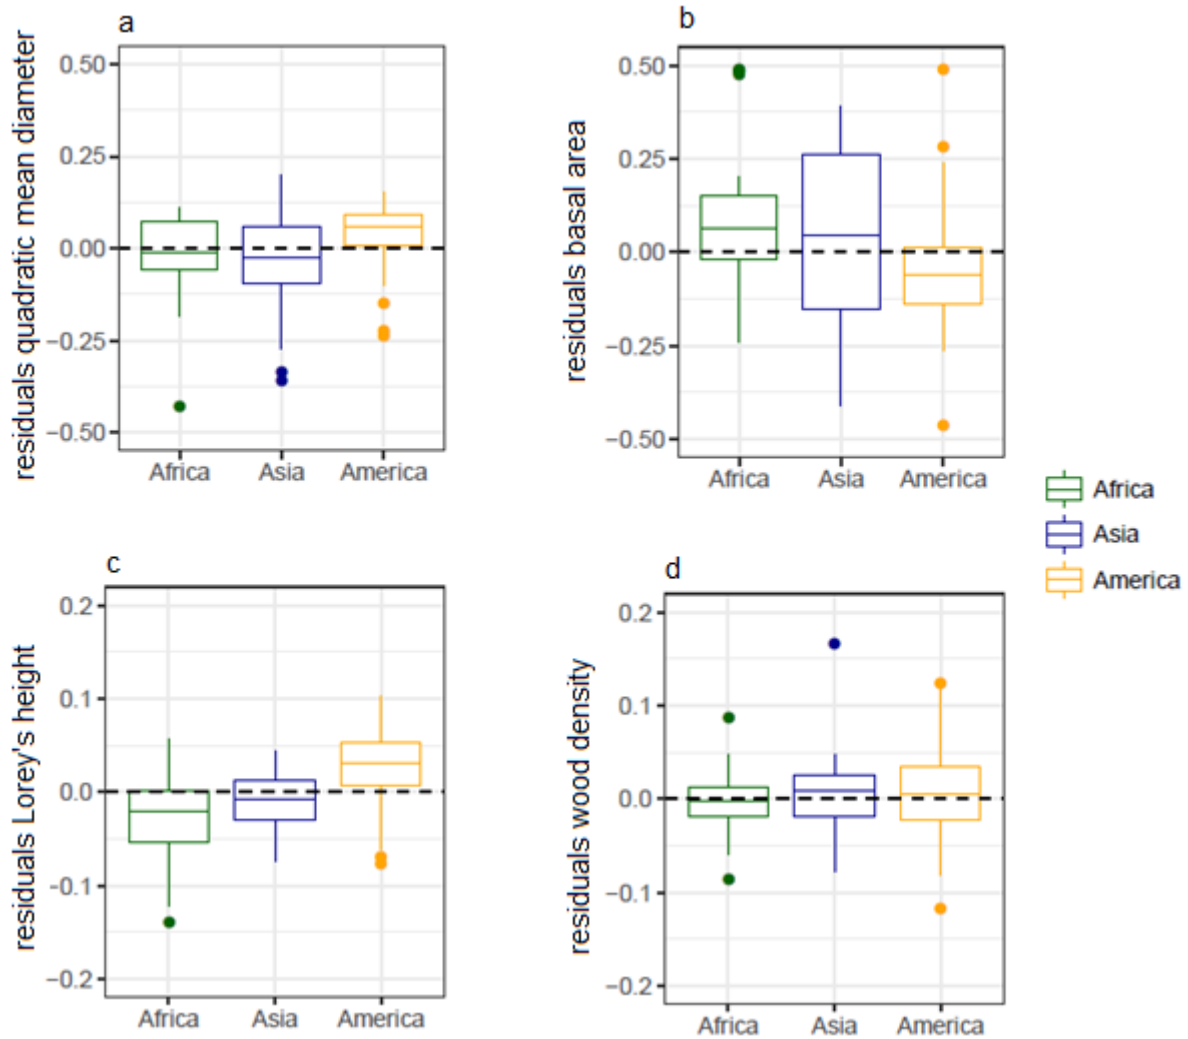 a
residuals quadratic mean diameter
0.50
0.25
0.00
−0.25
−0.50
Africa Asia America
b
residuals basal area
0.50
0.25
0.00
−0.25
−0.50
Africa Asia America
Africa
Asia
America
c
residuals Lorey's height
0.2
0.1
0.0
−0.1
−0.2
Africa Asia America
d
residuals wood density
0.2
0.1
0.0
−0.1
−0.2
Africa Asia America